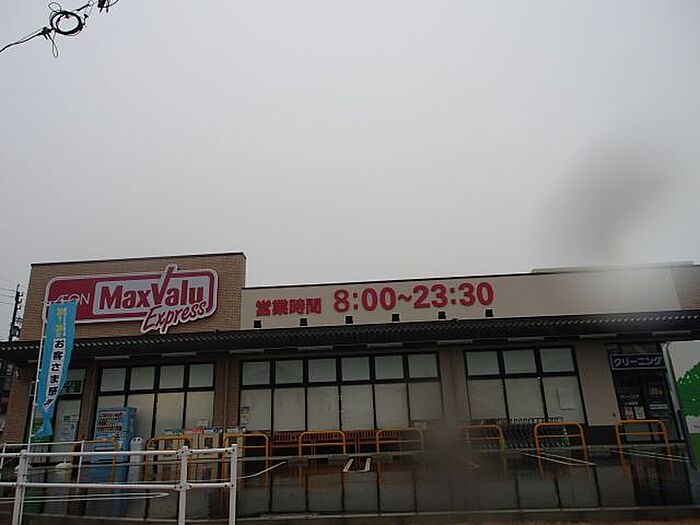 AEON MaxValu
Express
営業時間 8:00~23:30
クリーニング
お客さま感